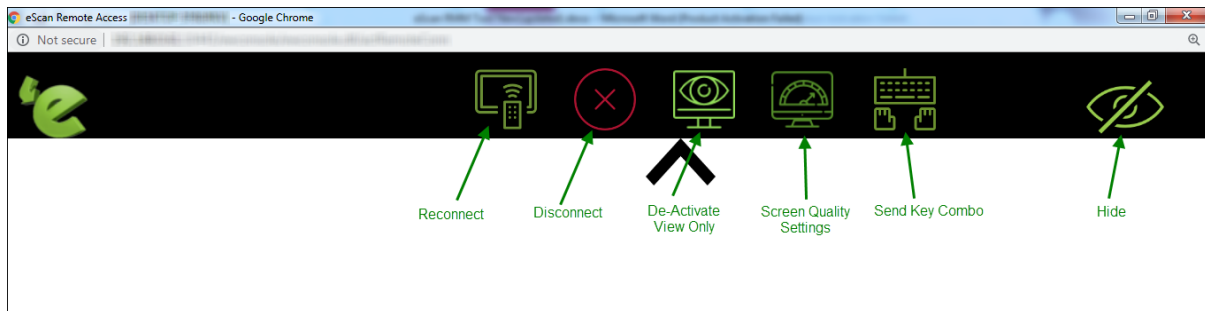 eScan Remote Access - Google Chrome
Not secure
Reconnect
Disconnect
De-Activate
View Only
Screen Quality
Settings
Send Key Combo
Hide